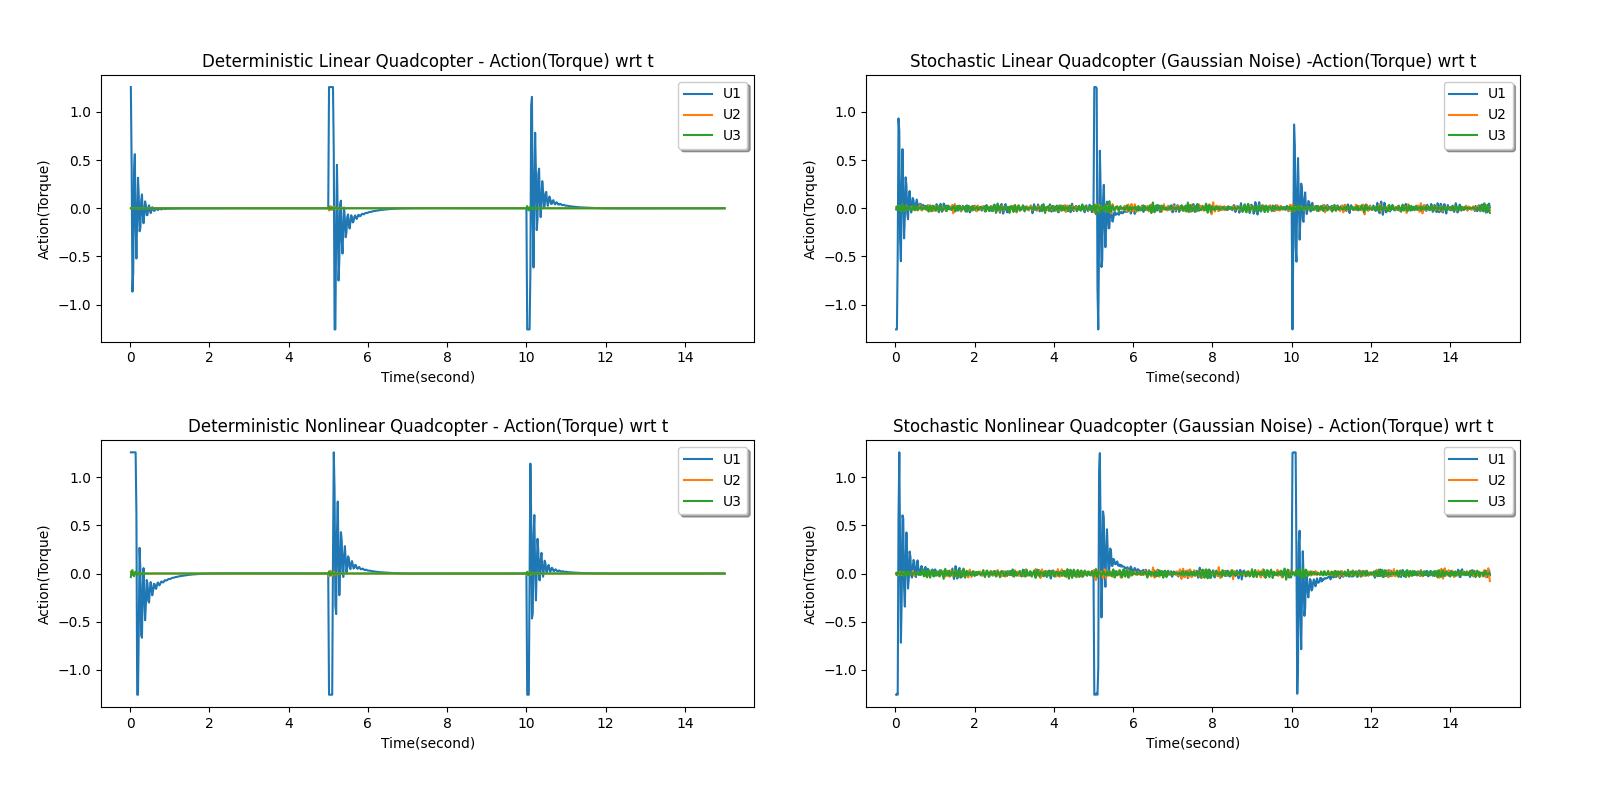 Deterministic Linear Quadcopter - Action(Torque) wrt t
Action(Torque)
1.0
0.5
0.0
−0.5
−1.0
U1
U2
U3
0 2 4 6 8 10 12 14
Time(second)
Stochastic Linear Quadcopter (Gaussian Noise) -Action(Torque) wrt t
Action(Torque)
1.0
0.5
0.0
−0.5
−1.0
U1
U2
U3
0 2 4 6 8 10 12 14
Time(second)
Deterministic Nonlinear Quadcopter - Action(Torque) wrt t
Action(Torque)
1.0
0.5
0.0
−0.5
−1.0
U1
U2
U3
0 2 4 6 8 10 12 14
Time(second)
Stochastic Nonlinear Quadcopter (Gaussian Noise) - Action(Torque) wrt t
Action(Torque)
1.0
0.5
0.0
−0.5
−1.0
U1
U2
U3
0 2 4 6 8 10 12 14
Time(second)